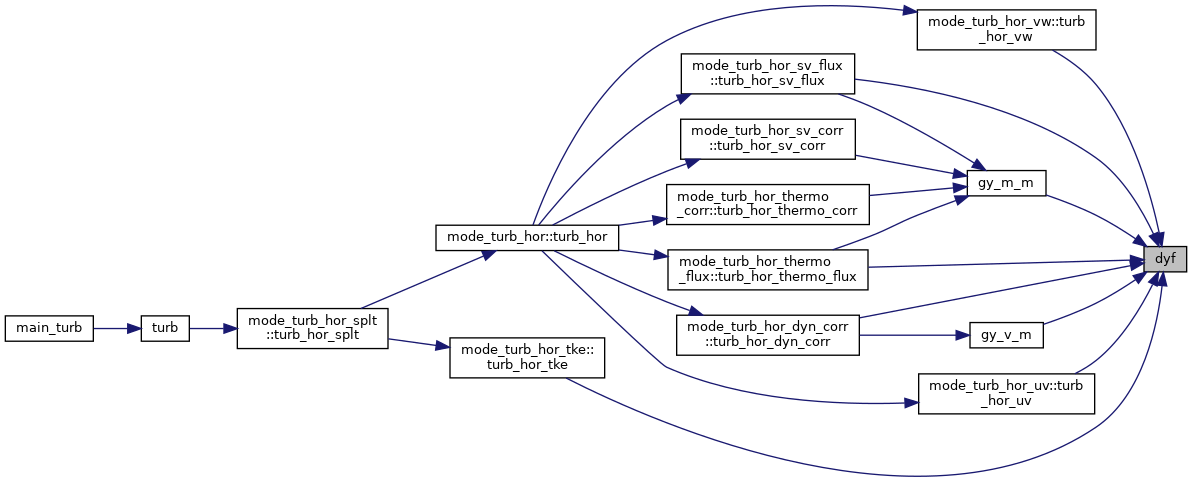 mode_turb_hor_vw::turb
_hor_vw
mode_turb_hor_sv_flux
::turb_hor_sv_flux
mode_turb_hor_sv_corr
::turb_hor_sv_corr
gy_m_m
mode_turb_hor_thermo
_corr::turb_hor_thermo_corr
mode_turb_hor::turb_hor
mode_turb_hor_thermo
_flux::turb_hor_thermo_flux
dyf
main_turb
turb
mode_turb_hor_splt
::turb_hor_splt
mode_turb_hor_dyn_corr
::turb_hor_dyn_corr
gy_v_m
mode_turb_hor_tke::
turb_hor_tke
mode_turb_hor_uv::turb
_hor_uv